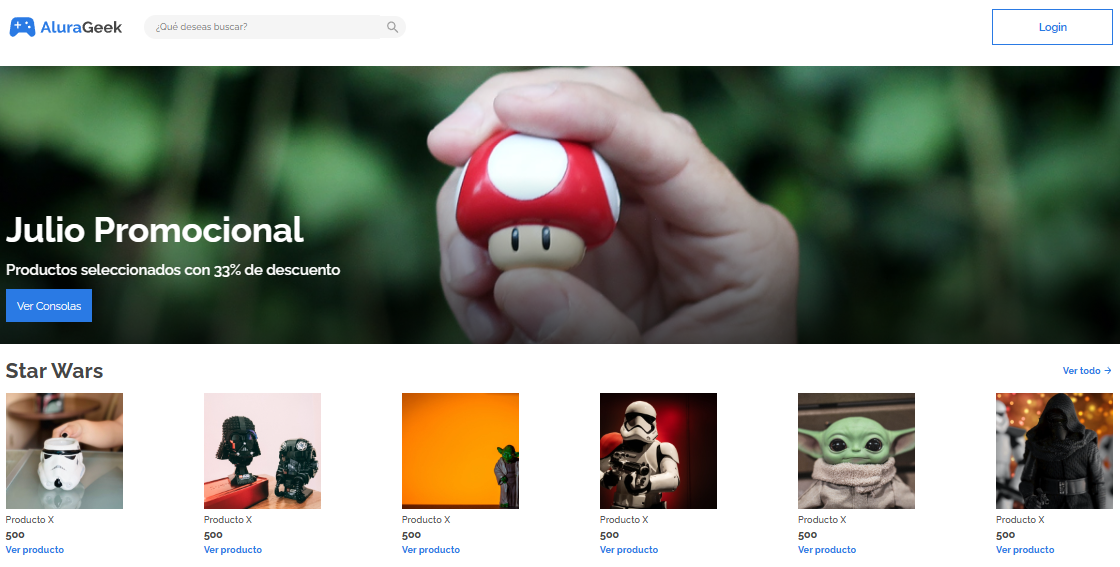 AluraGeek
¿Qué deseas buscar?
Login
Julio Promocional
Productos seleccionados con 33% de descuento
Ver Consolas
Star Wars
Ver todo →
Producto X
500
Ver producto
Producto X
500
Ver producto
Producto X
500
Ver producto
Producto X
500
Ver producto
Producto X
500
Ver producto
Producto X
500
Ver producto